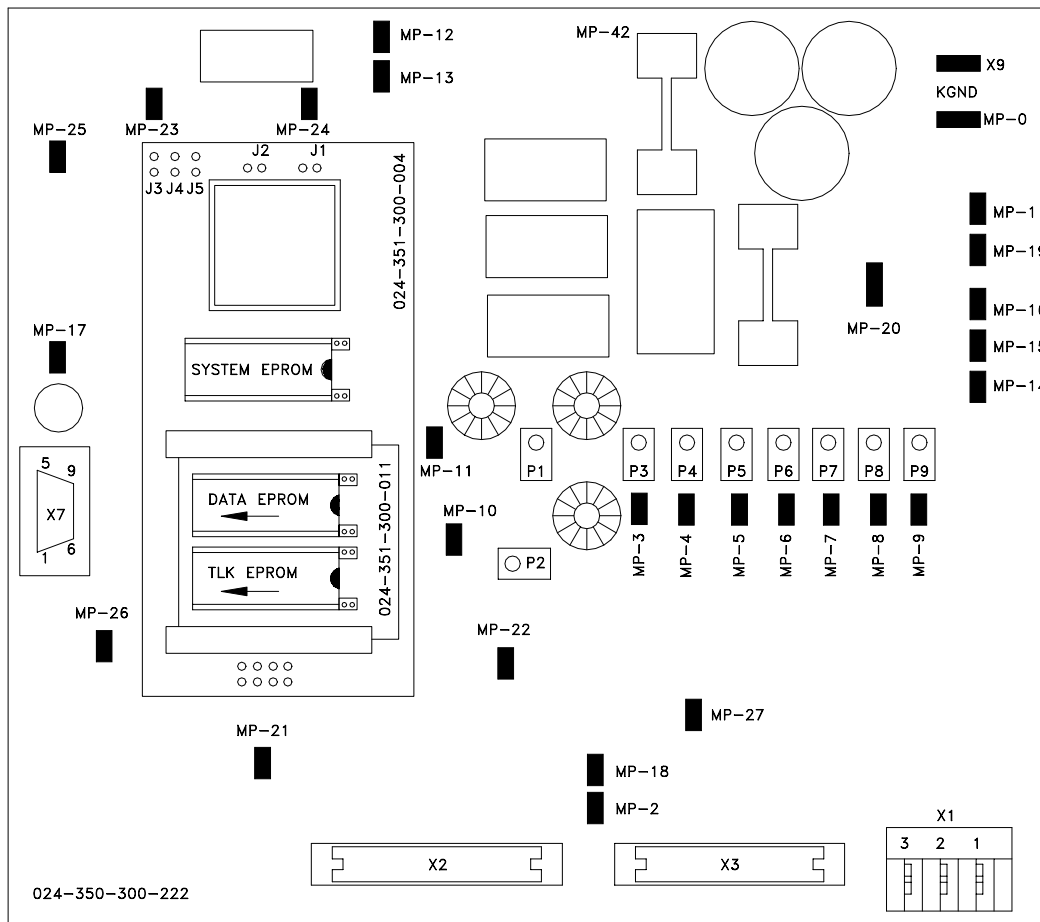 MP-12
MP-42
MP-13
X9
KGND
MP-0
MP-25
MP-23
MP-24
J2
J1
J3 J4 J5
024-351-300-004
MP-1
MP-19
MP-16
MP-15
MP-14
MP-20
MP-17
SYSTEM EPROM
MP-11
P1
P3
P4
P5
P6
P7
P8
P9
5
9
X7
6
1
DATA EPROM
TLK EPROM
024-351-300-011
MP-10
P2
MP-3
MP-4
MP-5
MP-6
MP-7
MP-8
MP-9
MP-26
MP-22
MP-27
MP-21
MP-18
MP-2
X1
3 2 1
X2
X3
024-350-300-222